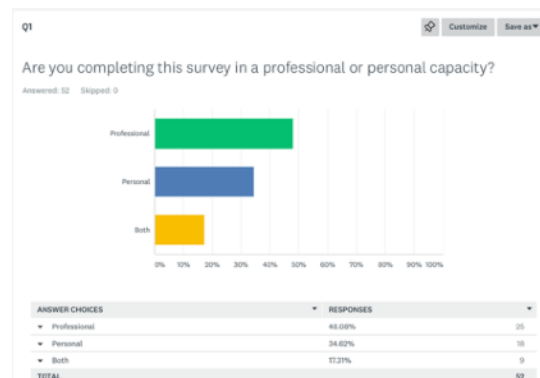 Q1
Customize Save as
Are you completing this survey in a professional or personal capacity?
Answered: 52 Skipped: 0
Professional
Personal
Both
0% 10% 20% 30% 40% 50% 60% 70% 80% 90% 100%
ANSWER CHOICES RESPONSES
Professional 48.08% 25
Personal 34.62% 18
Both 17.31% 9
TOTAL 52